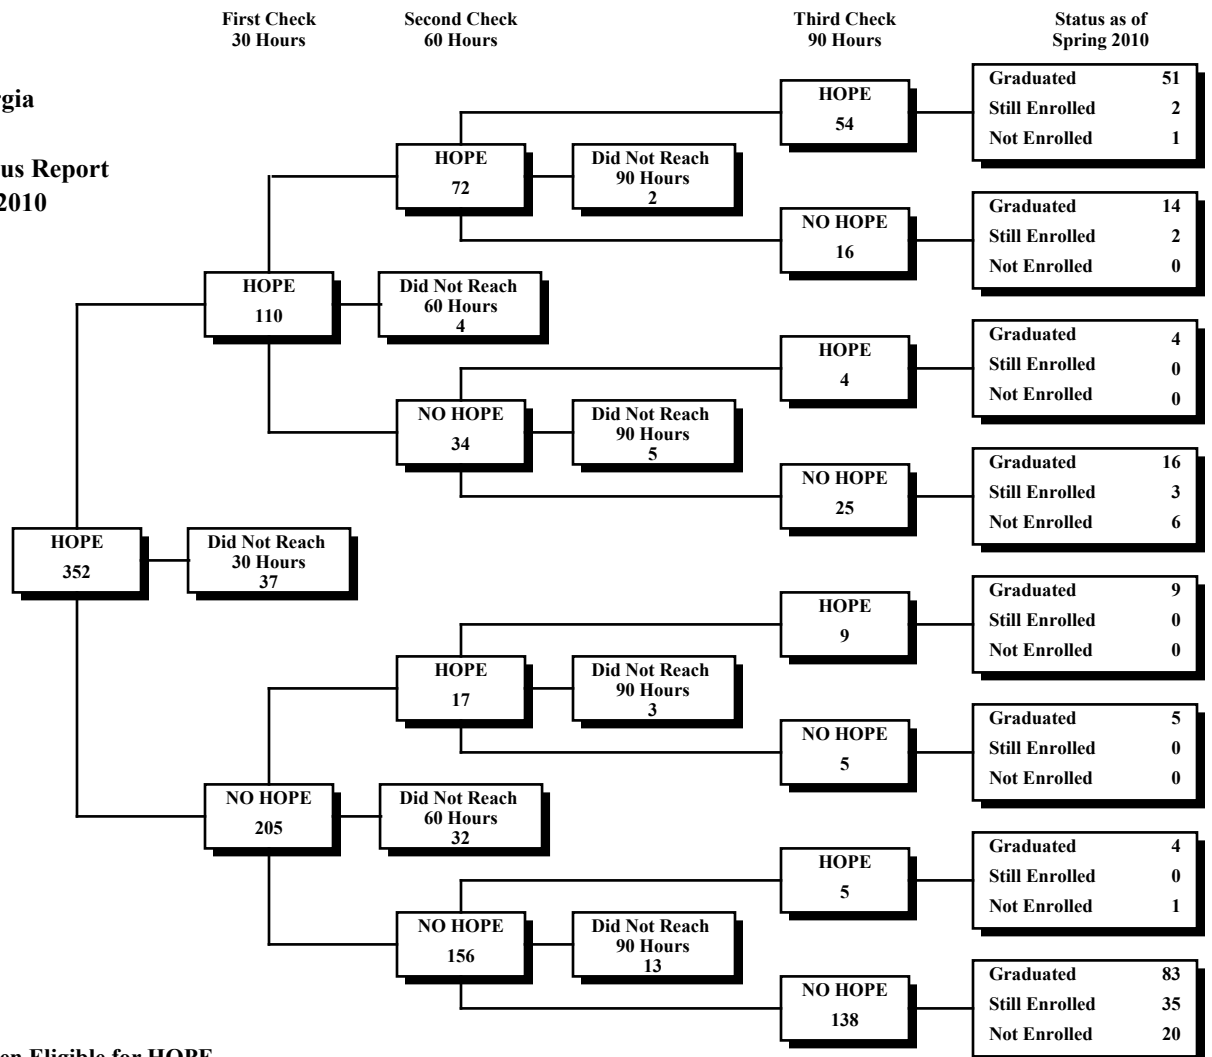 First Check
30 Hours
Second Check
60 Hours
Third Check
90 Hours
Status as of
Spring 2010
us Report
2010
HOPE
352
Did Not Reach
30 Hours
37
HOPE
110
Did Not Reach
60 Hours
4
NO HOPE
205
Did Not Reach
60 Hours
32
HOPE
72
Did Not Reach
90 Hours
2
NO HOPE
34
Did Not Reach
90 Hours
5
HOPE
17
Did Not Reach
90 Hours
3
NO HOPE
156
Did Not Reach
90 Hours
13
HOPE
54
Graduated 51
Still Enrolled 2
Not Enrolled 1
NO HOPE
16
Graduated 14
Still Enrolled 2
Not Enrolled 0
HOPE
4
Graduated 4
Still Enrolled 0
Not Enrolled 0
NO HOPE
25
Graduated 16
Still Enrolled 3
Not Enrolled 6
HOPE
9
Graduated 9
Still Enrolled 0
Not Enrolled 0
NO HOPE
5
Graduated 5
Still Enrolled 0
Not Enrolled 0
HOPE
5
Graduated 4
Still Enrolled 0
Not Enrolled 1
NO HOPE
138
Graduated 83
Still Enrolled 35
Not Enrolled 20
Eligible for HOPE